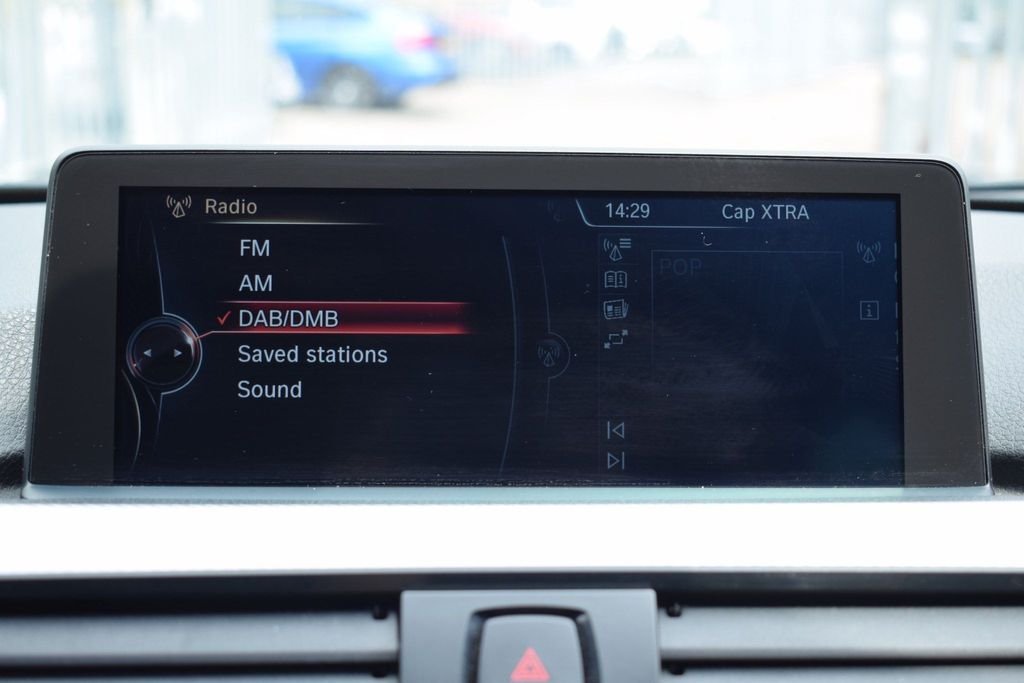 Radio
14:29 Cap XTRA
FM
AM
DAB/DMB
Saved stations
Sound
POP